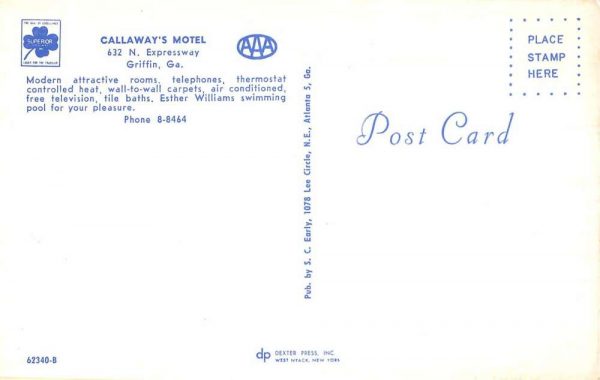 SUPERIOR
CALLAWAY'S MOTEL
632 N. Expressway
Griffin, Ga.
AAA
Modern attractive rooms, telephones, thermostat
controlled heat, wall-to-wall carpets, air conditioned,
free television, tile baths. Esther Williams swimming
pool for your pleasure.
Phone 8-8464
Pub. by S. C. Early, 1078 Lee Circle, N.E., Atlanta 5, Ga.
PLACE
STAMP
HERE
Post Card
62340-B
dp DEXTER PRESS, INC.
WEST NYACK, NEW YORK